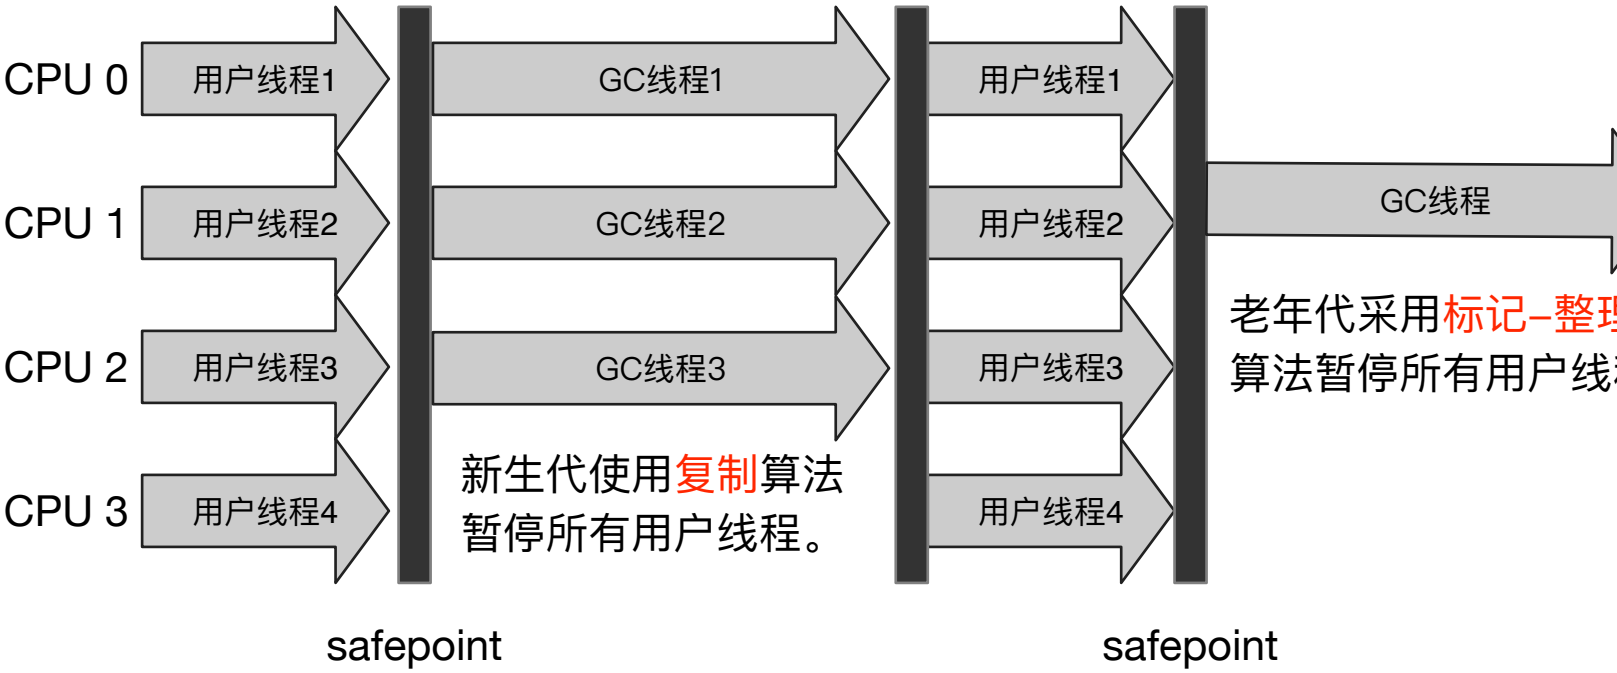 CPU 0 用户线程1 GC线程1 用户线程1
CPU 1 用户线程2 GC线程2 用户线程2 GC线程
CPU 2 用户线程3 GC线程3 用户线程3
CPU 3 用户线程4 用户线程4
新生代使用复制算法
暂停所有用户线程。
老年代采用标记–整理
算法暂停所有用户线
safepoint safepoint